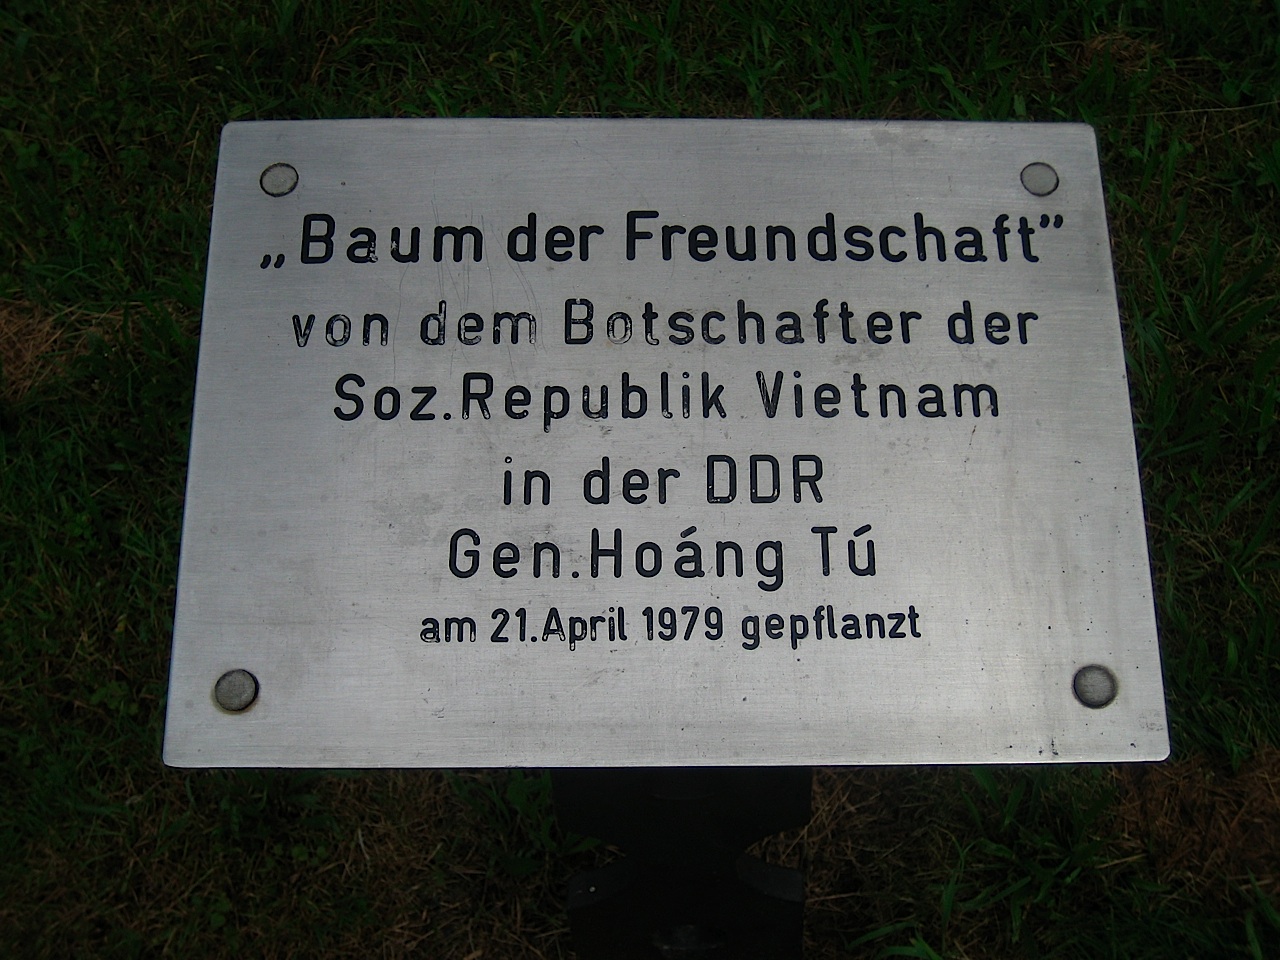 „Baum der Freundschaft”
von dem Botschafter der
Soz.Republik Vietnam
in der DDR
Gen.Hoáng Tú
am 21.April 1979 gepflanzt